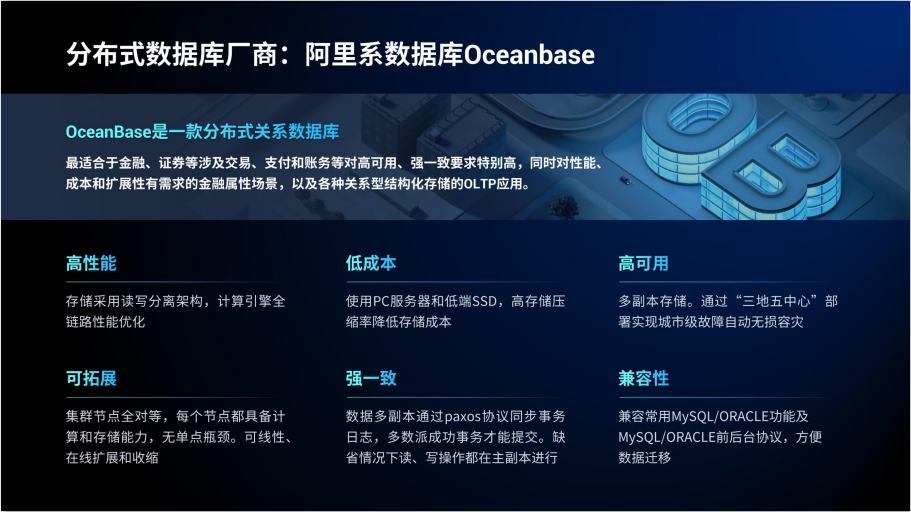 分布式数据库厂商：阿里系数据库Oceanbase
OceanBase是一款分布式关系数据库
最适合于金融、证券等涉及交易、支付和账务等对高可用、强一致要求特别高，同时对性能、
成本和扩展性有需求的金融属性场景，以及各种关系型结构化存储的OLTP应用。
OB
高性能
存储采用读写分离架构，计算引擎全
链路性能优化
低成本
使用PC服务器和低端SSD，高存储压
缩率降低存储成本
高可用
多副本存储。通过“三地五中心”部
署实现城市级故障自动无损容灾
可拓展
集群节点全对等，每个节点都具备计
算和存储能力，无单点瓶颈。可线性、
在线扩展和收缩
强一致
数据多副本通过paxos协议同步事务
日志，多数派成功事务才能提交。缺
省情况下读、写操作都在主副本进行
兼容性
兼容常用MySQL/ORACLE功能及
MySQL/ORACLE前后台协议，方便
数据迁移